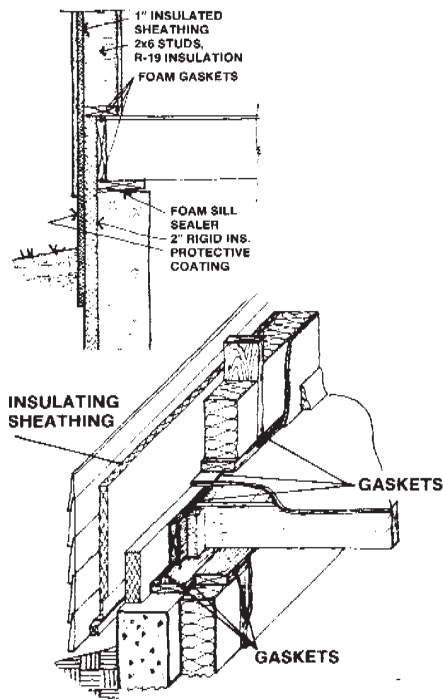 1" INSULATED
SHEATHING
2x6 STUDS,
R-19 INSULATION
FOAM GASKETS
FOAM SILL
SEALER
2" RIGID INS.
PROTECTIVE
COATING
INSULATING
SHEATHING
GASKETS
GASKETS